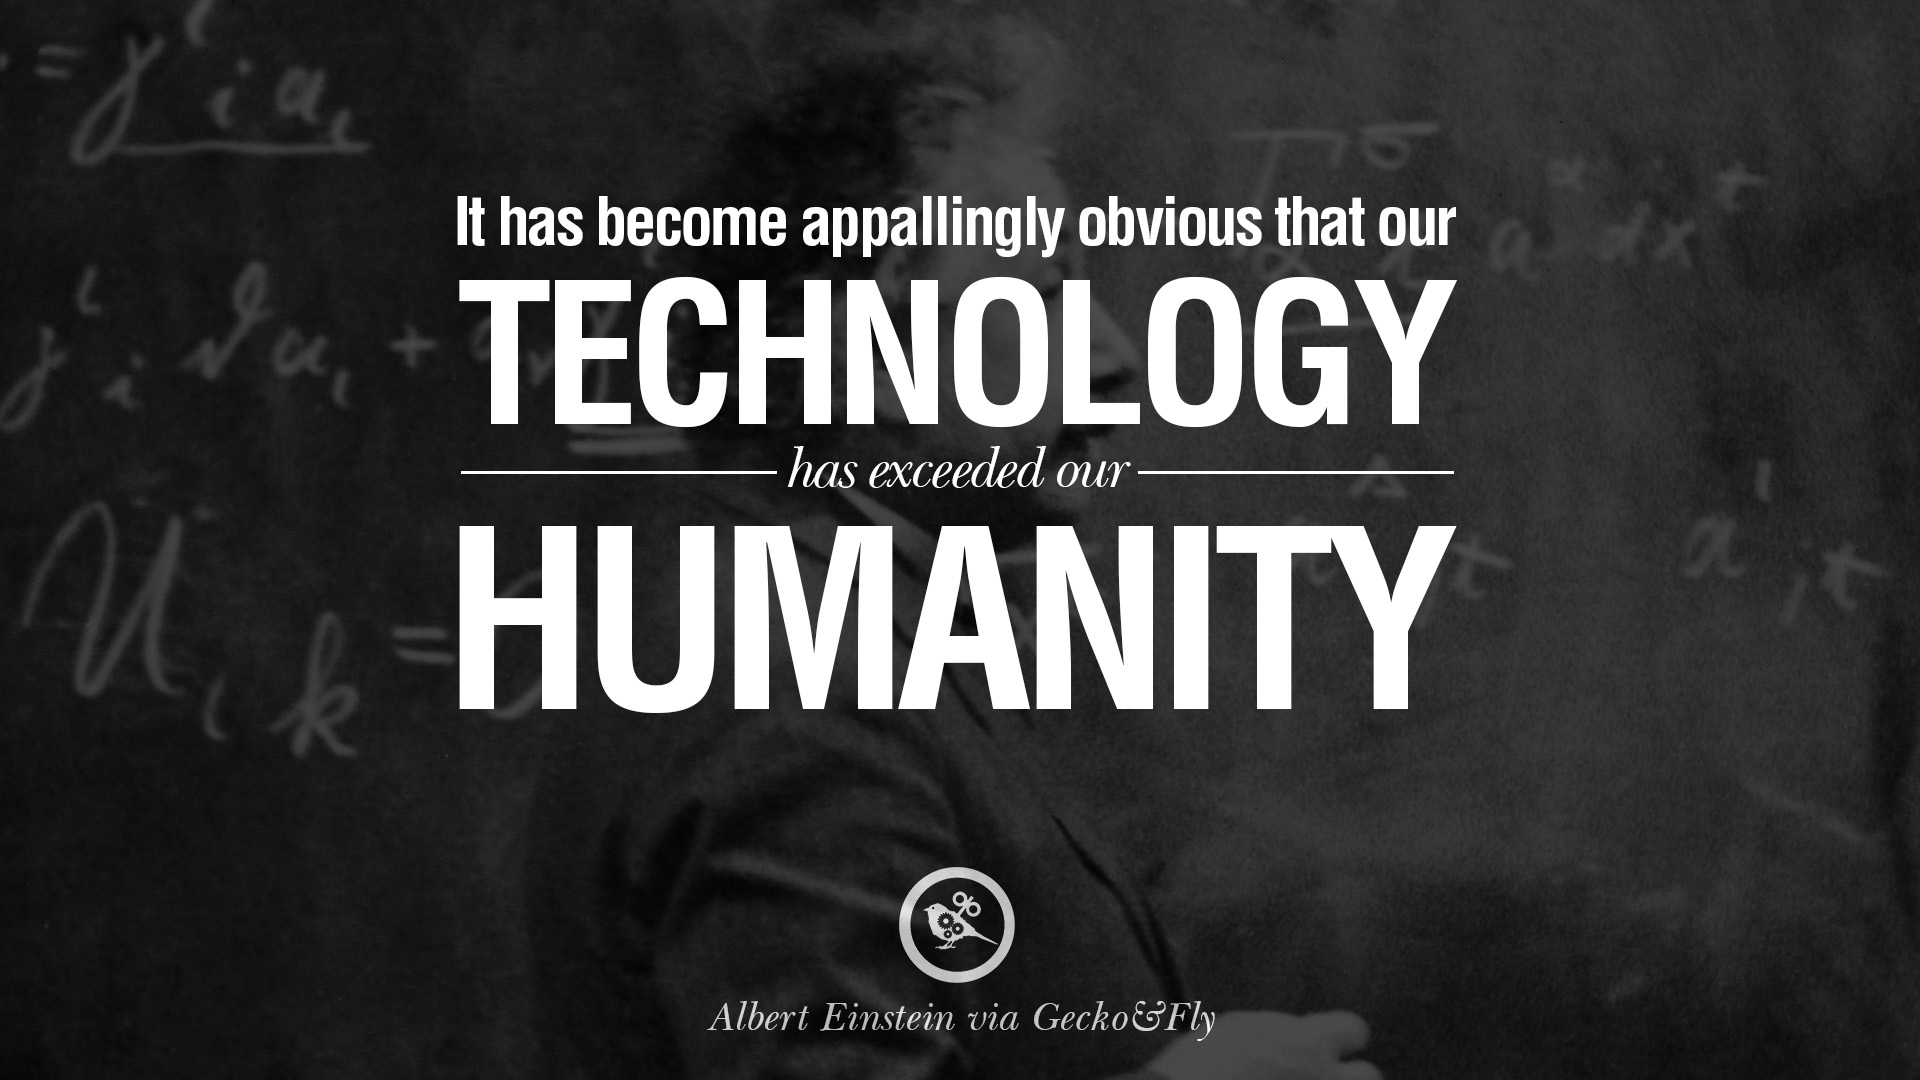 It has become appallingly obvious that our
TECHNOLOGY
has exceeded our
HUMANITY
Albert Einstein via Gecko&Fly